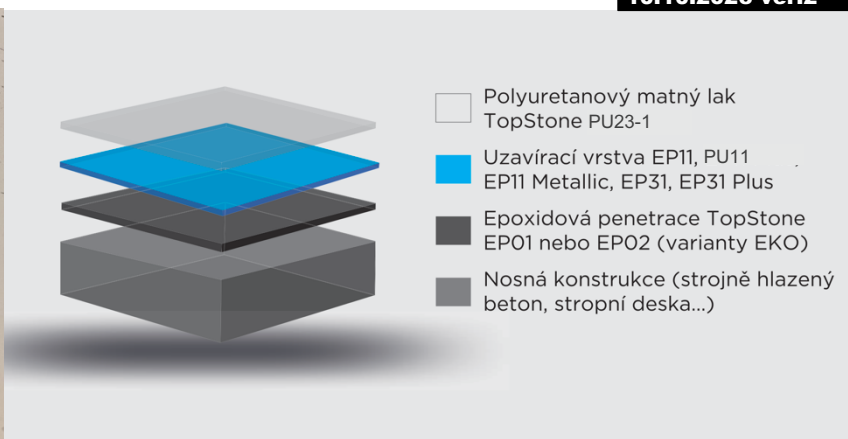 Polyuretanový matný lak
TopStone PU23-1
Uzavírací vrstva EP11, PU11
EP11 Metallic, EP31, EP31 Plus
Epoxidová penetrace TopStone
EP01 nebo EP02 (varianty EKO)
Nosná konstrukce (strojně hlazený
beton, stropní deska...)